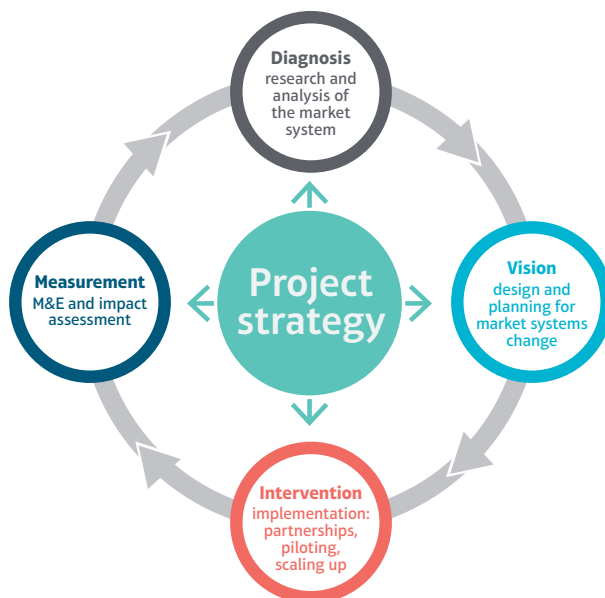 Diagnosis
research and
analysis of
the market
system
Project
strategy
Measurement
M&E and impact
assessment
Vision
design and
planning for
market systems
change
Intervention
implementation:
partnerships,
piloting,
scaling up